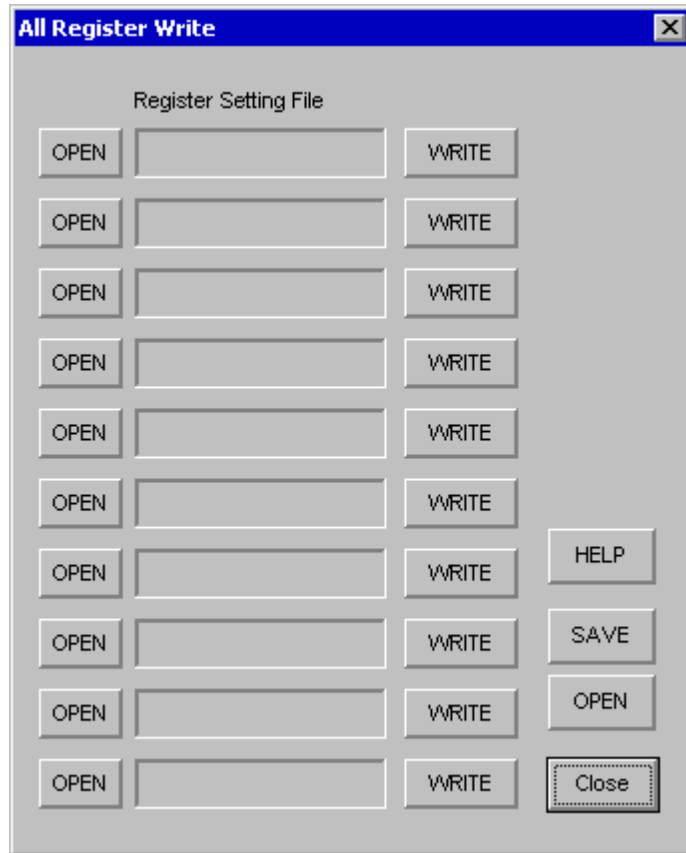 All Register Write
Register Setting File
OPEN WRITE
OPEN WRITE
OPEN WRITE
OPEN WRITE
OPEN WRITE
OPEN WRITE
OPEN WRITE HELP
OPEN WRITE SAVE
OPEN WRITE OPEN
OPEN WRITE Close